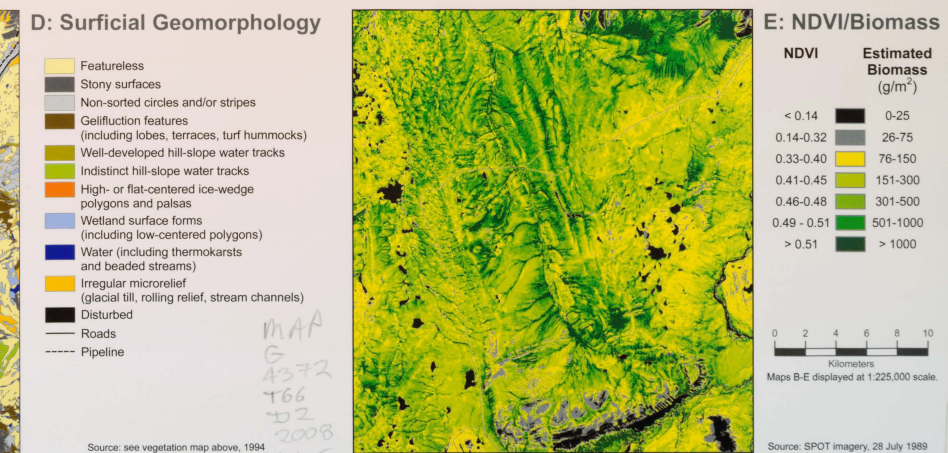 D: Surficial Geomorphology
Featureless
Stony surfaces
Non-sorted circles and/or stripes
Gelifluction features
(including lobes, terraces, turf hummocks)
Well-developed hill-slope water tracks
Indistinct hill-slope water tracks
High- or flat-centered ice-wedge
polygons and palsas
Wetland surface forms
(including low-centered polygons)
Water (including thermokarsts
and beaded streams)
Irregular microrelief
(glacial till, rolling relief, stream channels)
Disturbed
Roads
Pipeline
MAP
G
4372
T66
D2
2008
Source: see vegetation map above, 1994
E: NDVI/Biomass
NDVI Estimated
Biomass
(g/m²)
< 0.14 0-25
0.14-0.32 26-75
0.33-0.40 76-150
0.41-0.45 151-300
0.46-0.48 301-500
0.49 - 0.51 501-1000
> 0.51 > 1000
0 2 4 6 8 10
Kilometers
Maps B-E displayed at 1:225,000 scale.
Source: SPOT imagery, 28 July 1989